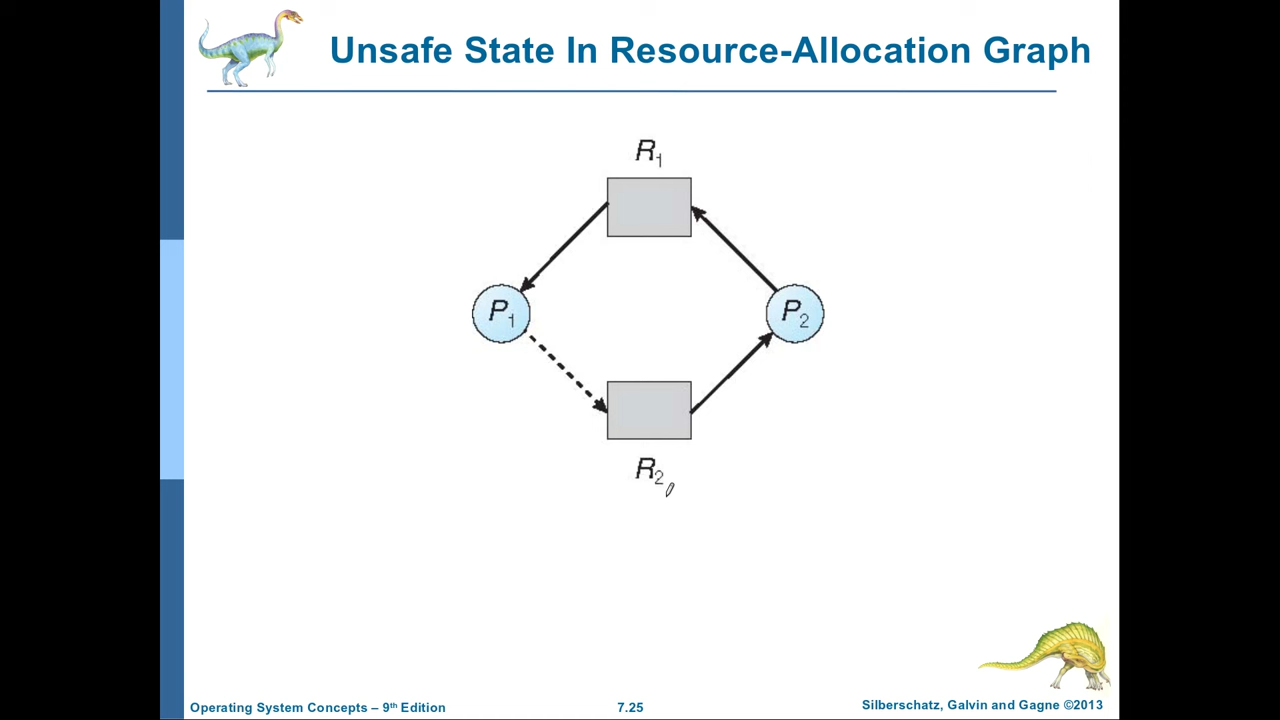 Unsafe State In Resource-Allocation Graph
R1
P1
P2
R2
Operating System Concepts – 9th Edition
7.25
Silberschatz, Galvin and Gagne ©2013